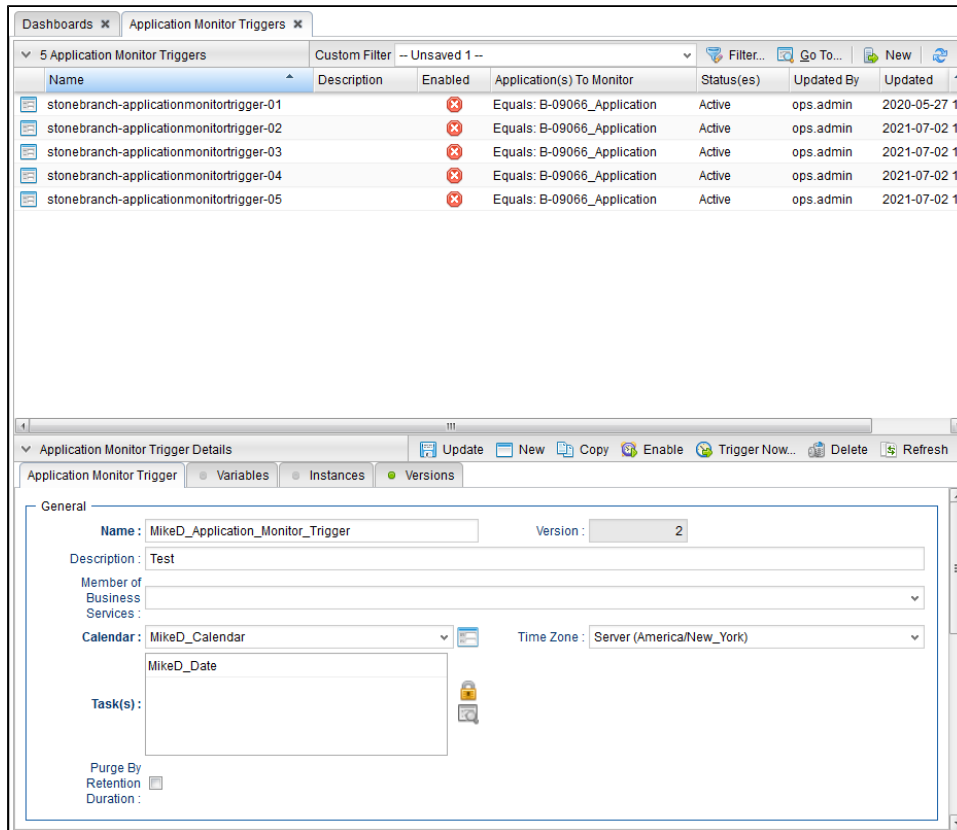 Dashboards Application Monitor Triggers
5 Application Monitor Triggers Custom Filter -- Unsaved 1 -- Filter... Go To... New
Name Description Enabled Application(s) To Monitor Status(es) Updated By Updated
stonebranch-applicationmonitortrigger-01 Equals: B-09066_Application Active ops.admin 2020-05-27 1
stonebranch-applicationmonitortrigger-02 Equals: B-09066_Application Active ops.admin 2021-07-02 1
stonebranch-applicationmonitortrigger-03 Equals: B-09066_Application Active ops.admin 2021-07-02 1
stonebranch-applicationmonitortrigger-04 Equals: B-09066_Application Active ops.admin 2021-07-02 1
stonebranch-applicationmonitortrigger-05 Equals: B-09066_Application Active ops.admin 2021-07-02 1
Application Monitor Trigger Details Update New Copy Enable Trigger Now... Delete Refresh
Application Monitor Trigger Variables Instances Versions
General
Name : MikeD_Application_Monitor_Trigger Version : 2
Description : Test
Member of
Business
Services :
Calendar : MikeD_Calendar Time Zone : Server (America/New_York)
MikeD_Date
Task(s) :
Purge By
Retention
Duration :